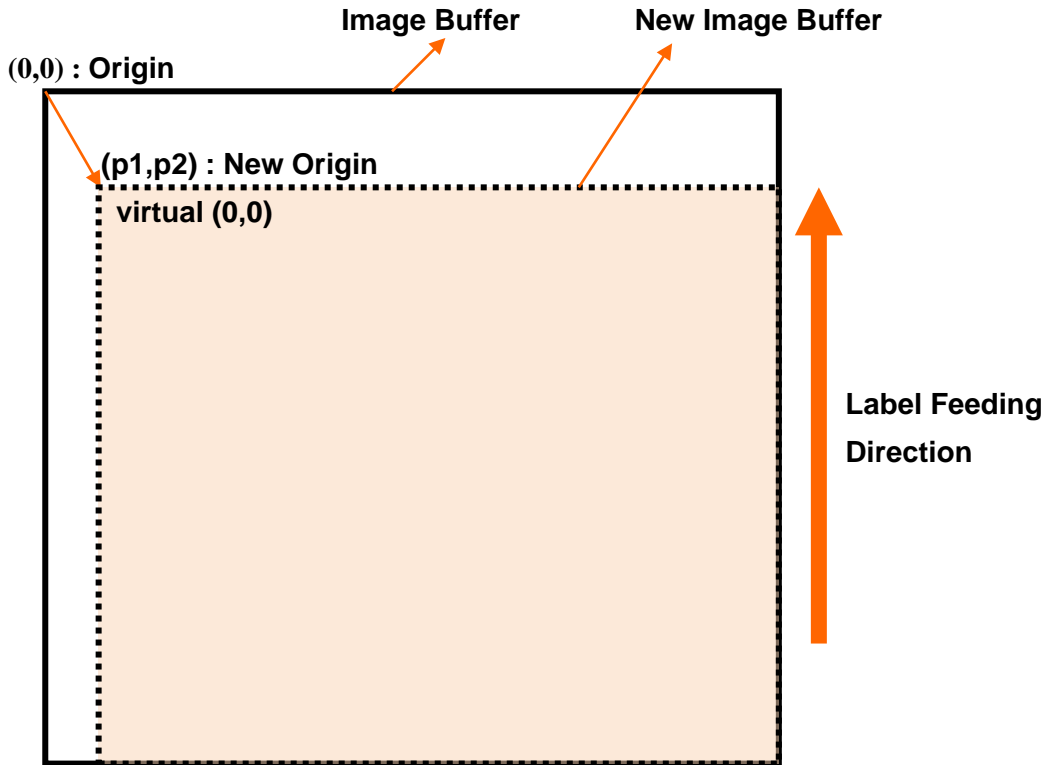 Image Buffer
New Image Buffer
(0,0) : Origin
(p1,p2) : New Origin
virtual (0,0)
Label Feeding
Direction